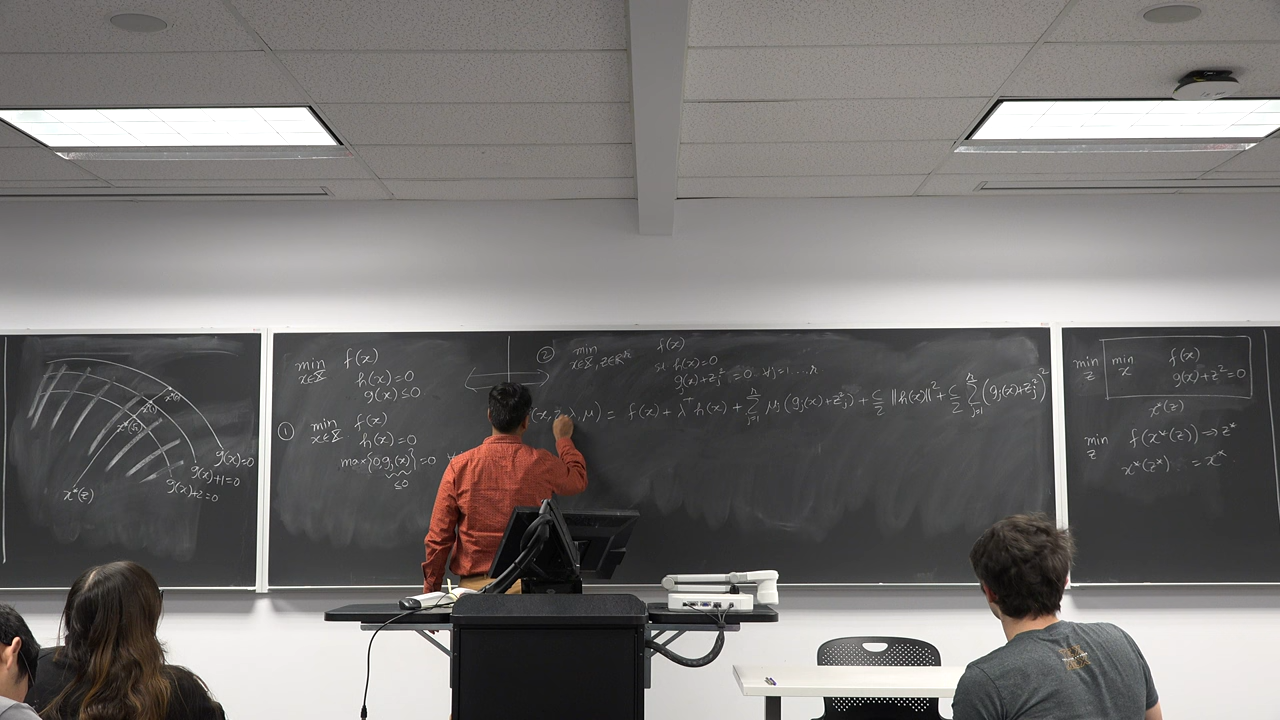 x*(z)
g(x)=0
g(x)+1=0
g(x)+2=0
x*(z)
min f(x)
x∈X
h(x)=0
g(x)≤0
① min f(x)
x∈X
h(x)=0
max{0,g_j(x)}=0
≤0
② min f(x)
x∈X, z∈R^r
st h(x)=0
g_j(x)+z_j^2=0 ∀j=1...r
(x,z,λ,μ) = f(x) + λ^T h(x) + Σ_{j=1}^r μ_j (g_j(x)+z_j^2) + c/2 ||h(x)||^2 + c/2 Σ_{j=1}^r (g_j(x)+z_j^2)^2
min min f(x)
z x
g(x)+z^2=0
x*(z)
min f(x*(z)) ⇒ z*
z
x*(z*) = x*